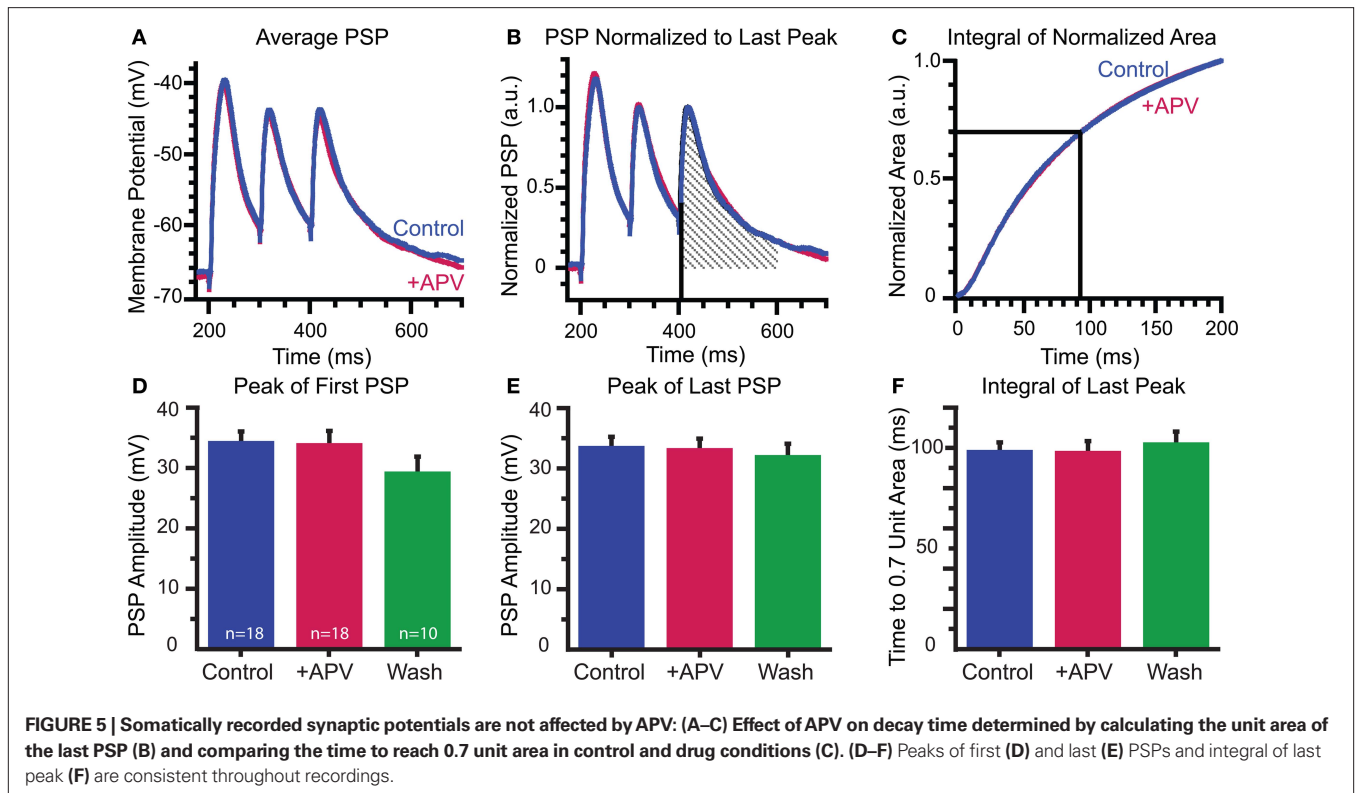 A Average PSP
Membrane Potential (mV)
-40
-50
-60
-70
Control
+APV
200 400 600
Time (ms)
B PSP Normalized to Last Peak
Normalized PSP (a.u.)
1.0
0.5
0
200 400 600
Time (ms)
C Integral of Normalized Area
Normalized Area (a.u.)
1.0
0.5
0
Control
+APV
0 50 100 150 200
Time (ms)
D Peak of First PSP
PSP Amplitude (mV)
40
30
20
10
0
n=18 n=18 n=10
Control +APV Wash
E Peak of Last PSP
PSP Amplitude (mV)
40
30
20
10
0
Control +APV Wash
F Integral of Last Peak
Time to 0.7 Unit Area (ms)
100
50
0
Control +APV Wash
FIGURE 5 | Somatically recorded synaptic potentials are not affected by APV: (A–C) Effect of APV on decay time determined by calculating the unit area of
the last PSP (B) and comparing the time to reach 0.7 unit area in control and drug conditions (C). (D–F) Peaks of first (D) and last (E) PSPs and integral of last
peak (F) are consistent throughout recordings.